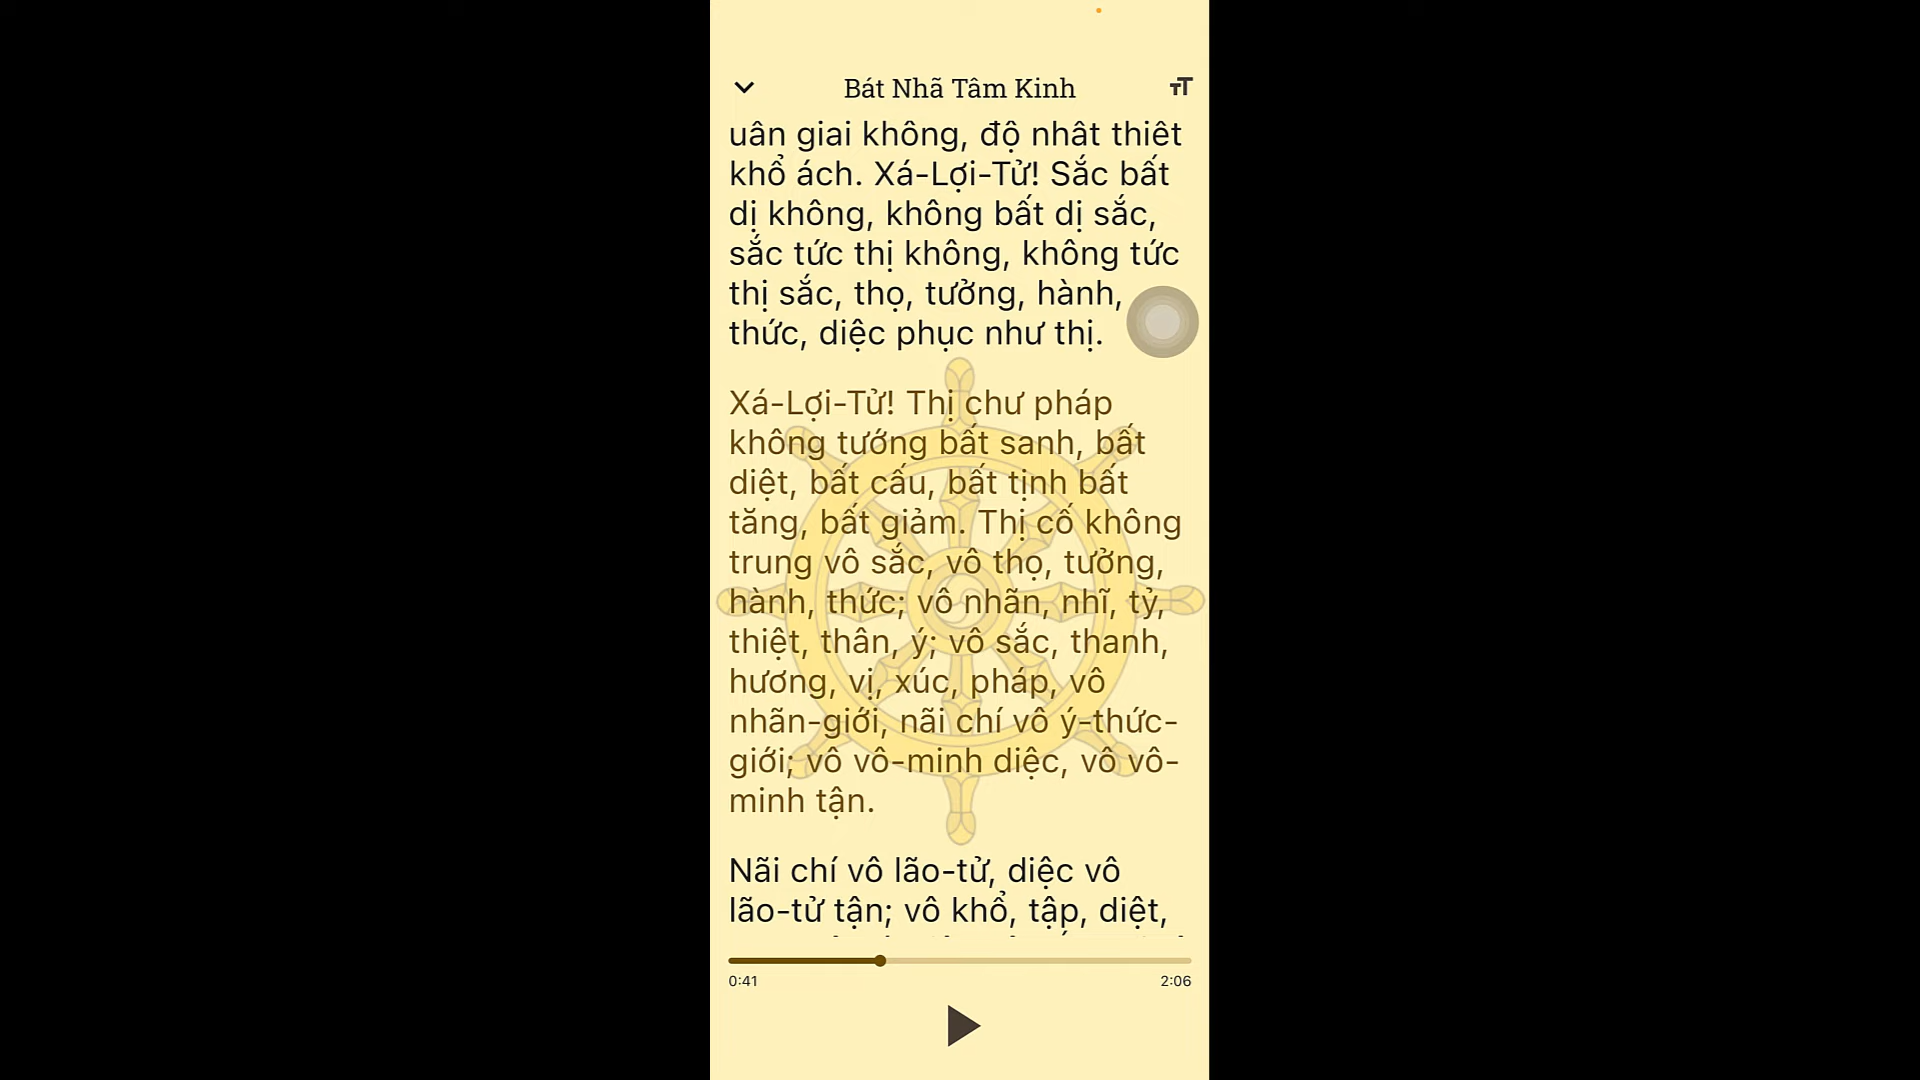 Bát Nhã Tâm Kinh
uân giai không, độ nhât thiêt
khổ ách. Xá-Lợi-Tử! Sắc bất
dị không, không bất dị sắc,
sắc tức thị không, không tức
thị sắc, thọ, tưởng, hành,
thức, diệc phục như thị.
Xá-Lợi-Tử! Thị chư pháp
không tướng bất sanh, bất
diệt, bất cấu, bất tịnh bất
tăng, bất giảm. Thị cố không
trung vô sắc, vô thọ, tưởng,
hành, thức; vô nhãn, nhĩ, tỷ,
thiệt, thân, ý; vô sắc, thanh,
hương, vị, xúc, pháp, vô
nhãn-giới, nãi chí vô ý-thức-
giới; vô vô-minh diệc, vô vô-
minh tận.
Nãi chí vô lão-tử, diệc vô
lão-tử tận; vô khổ, tập, diệt,
0:41
2:06